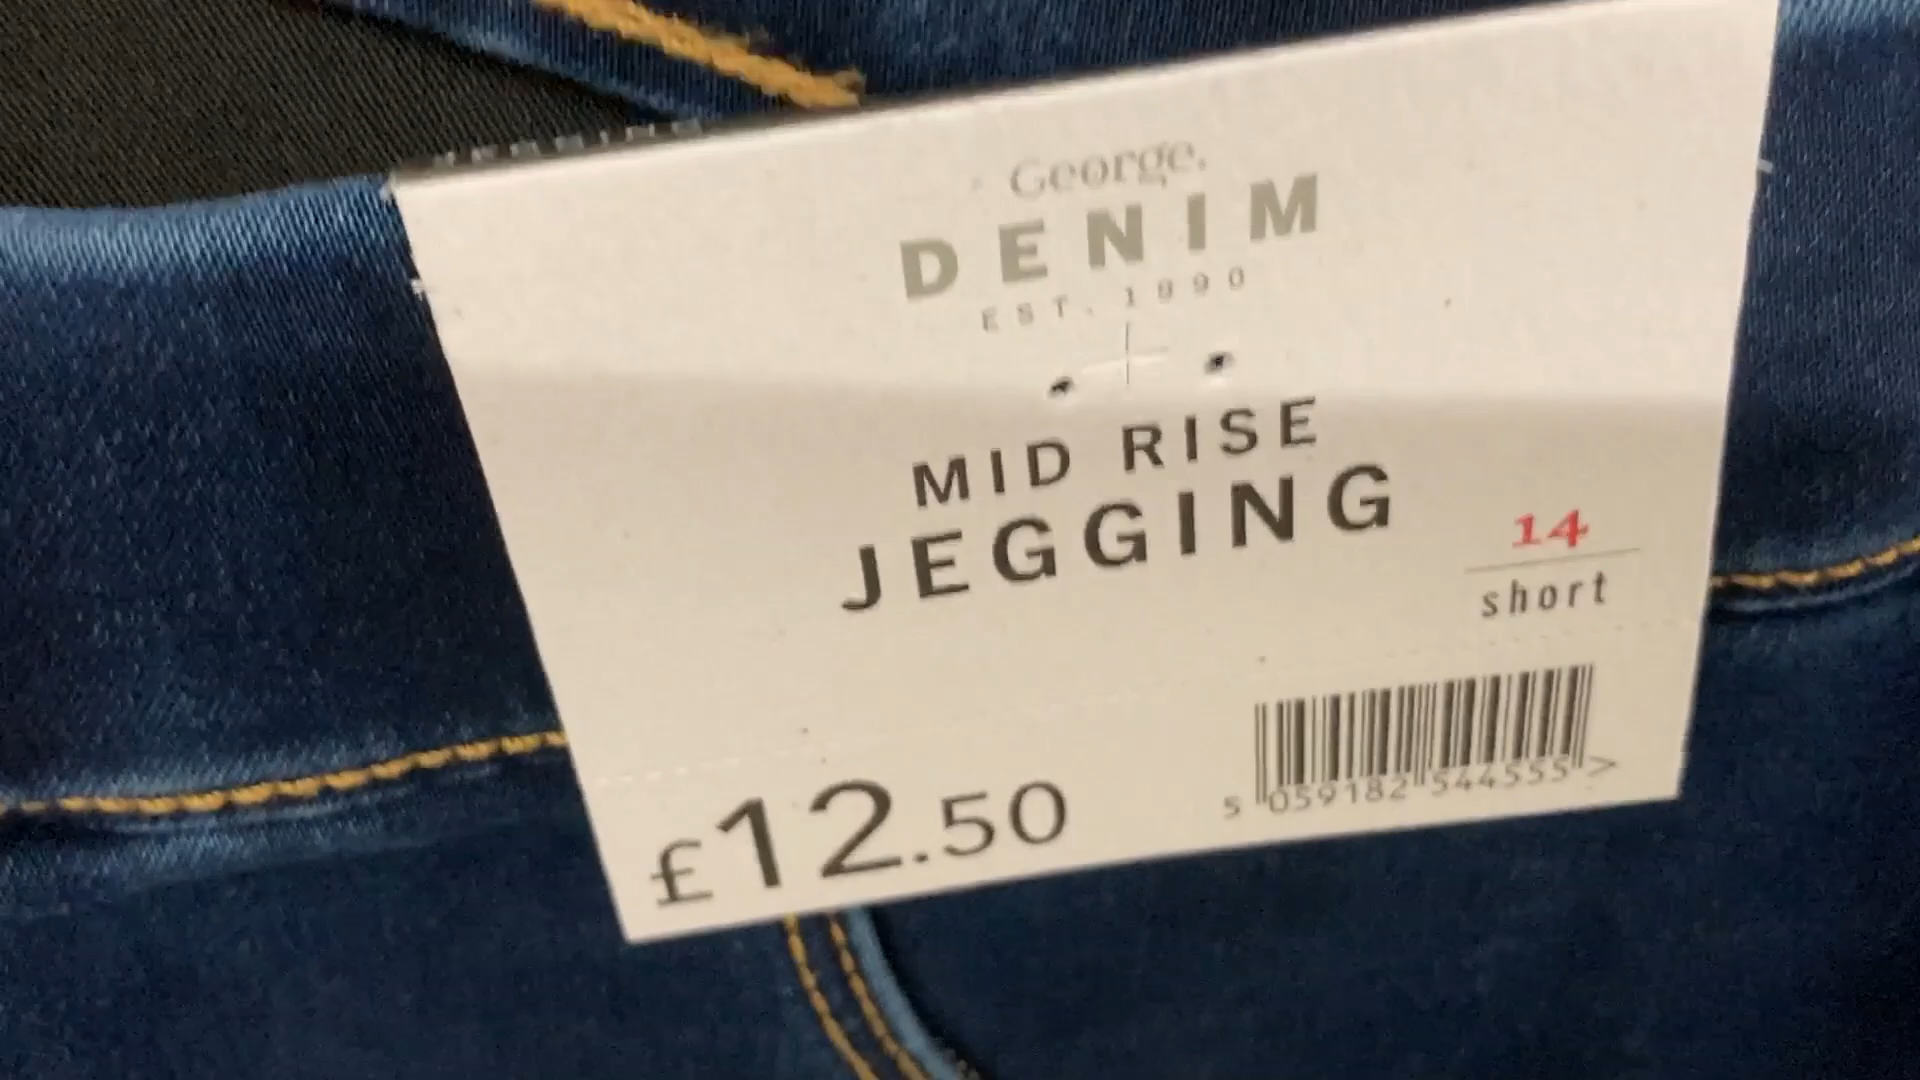 George.
DENIM
EST. 1990
MID RISE
JEGGING
14
short
£12.50
5 059182 544555 >